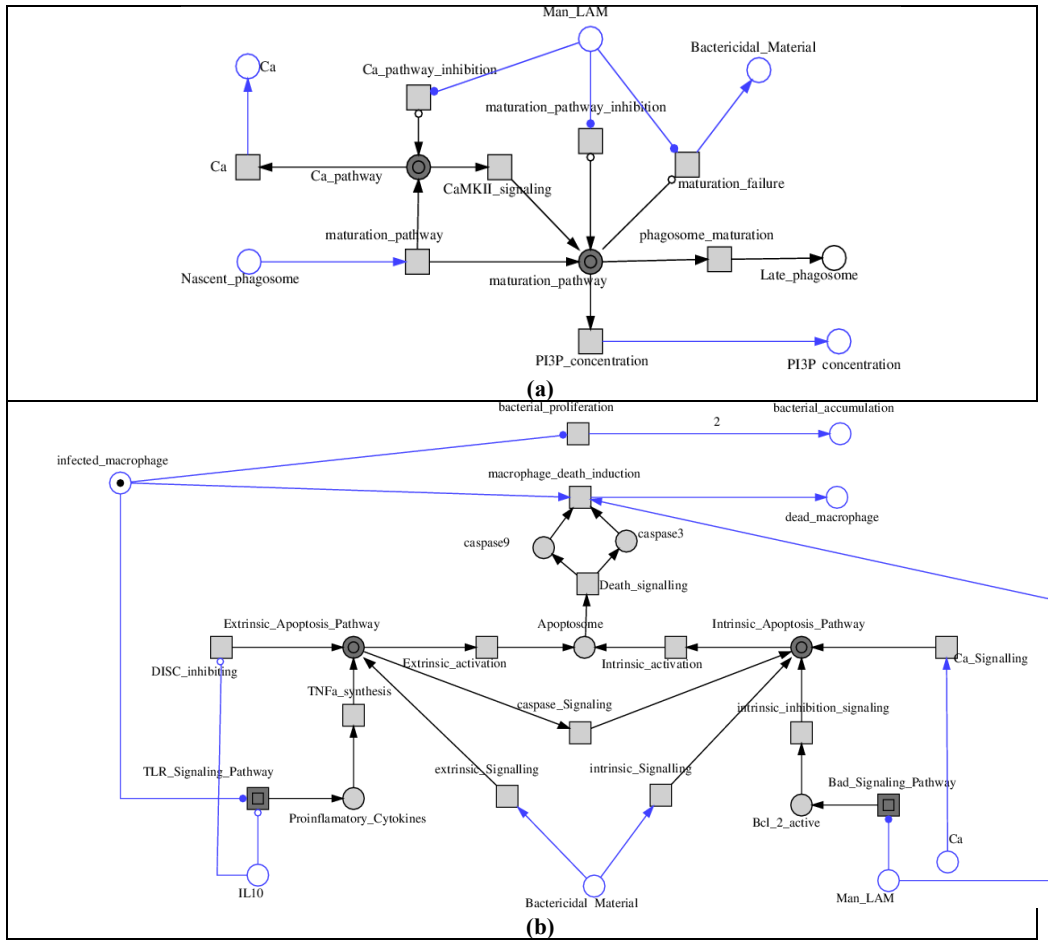 Man_LAM
Bactericidal_Material
Ca
Ca_pathway_inhibition
maturation_pathway_inhibition
Ca
Ca_pathway
CaMKII_signaling
maturation_failure
maturation_pathway
phagosome_maturation
Nascent_phagosome
maturation_pathway
Late_phagosome
PI3P_concentration
PI3P_concentration
(a)
bacterial_proliferation
bacterial_accumulation
2
infected_macrophage
macrophage_death_induction
dead_macrophage
caspase9
caspase3
Death_signalling
Extrinsic_Apoptosis_Pathway
Apoptosome
Intrinsic_Apoptosis_Pathway
DISC_inhibiting
Extrinsic_activation
Intrinsic_activation
Ca_Signalling
TNFa_synthesis
caspase_Signaling
intrinsic_inhibition_signaling
TLR_Signaling_Pathway
extrinsic_Signalling
intrinsic_Signalling
Bad_Signaling_Pathway
Proinflamatory_Cytokines
Bcl_2_active
Ca
IL10
Bactericidal_Material
Man_LAM
(b)